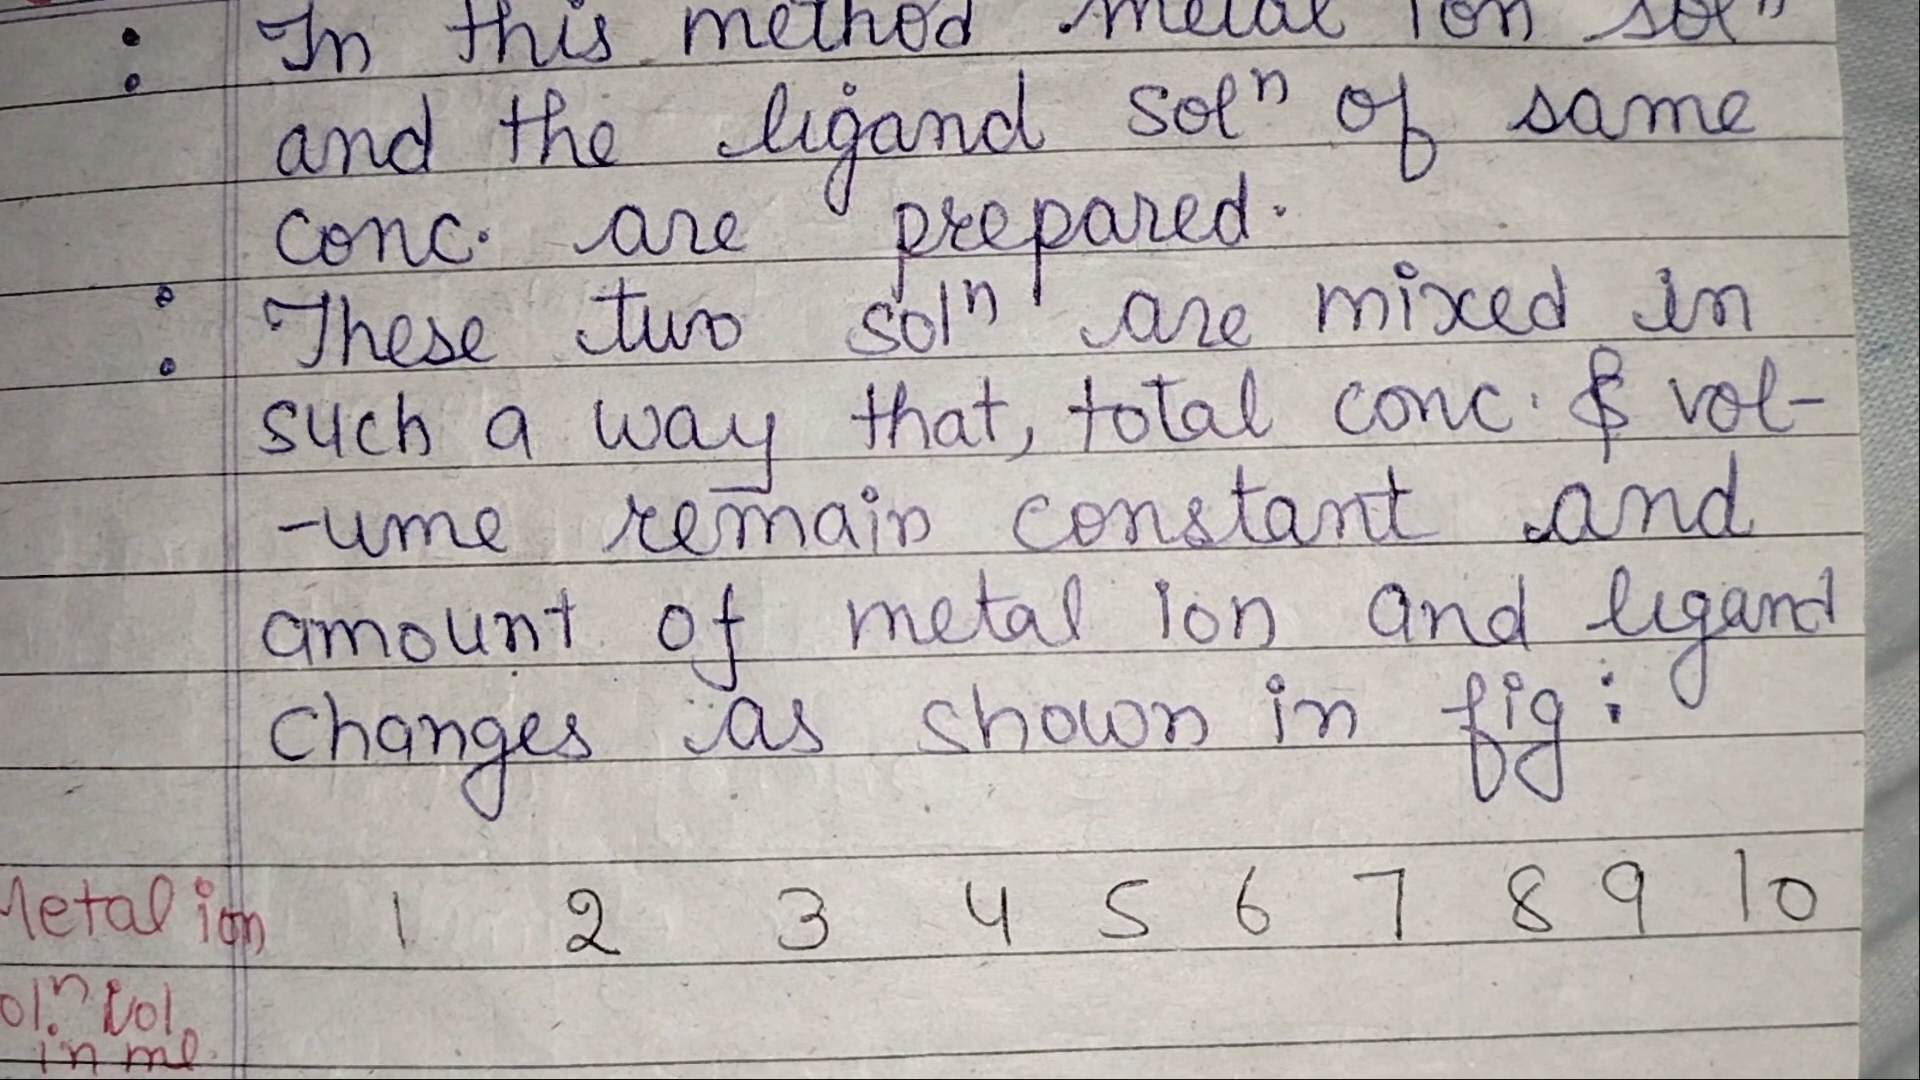 : In this method metal ion solⁿ
and the ligand solⁿ of same
conc. are prepared.
: These two solⁿ are mixed in
such a way that, total conc. & vol-
-ume remain constant and
amount of metal ion and ligand
changes as shown in fig:
Metal ion 1 2 3 4 5 6 7 8 9 10
olⁿ. Vol.
in ml.